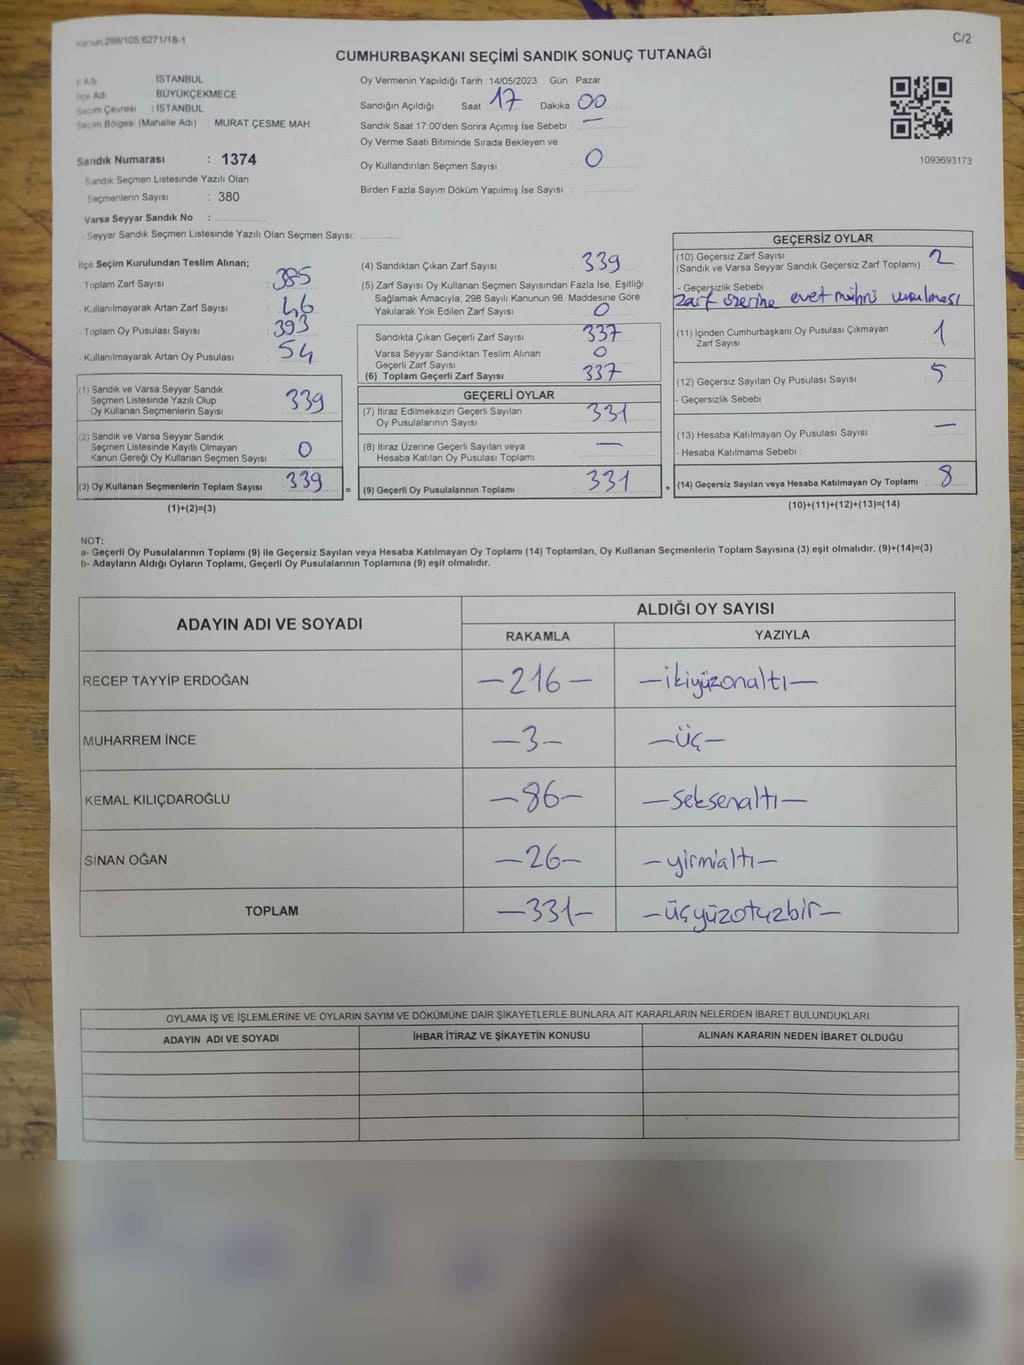 Kanun.298/105.6271/18-1
C/2
CUMHURBAŞKANI SEÇİMİ SANDIK SONUÇ TUTANAĞI
İl Adı : İSTANBUL
İlçe Adı : BÜYÜKÇEKMECE
Seçim Çevresi : İSTANBUL
Seçim Bölgesi (Mahalle Adı) : MURAT ÇESME MAH.
Sandık Numarası : 1374
- Sandık Seçmen Listesinde Yazılı Olan
Seçmenlerin Sayısı : 380
Varsa Seyyar Sandık No :
- Seyyar Sandık Seçmen Listesinde Yazılı Olan Seçmen Sayısı:
Oy Vermenin Yapıldığı Tarih :14/05/2023 Gün : Pazar
Sandığın Açıldığı Saat : 17 Dakika : 00
Sandık Saat 17:00'den Sonra Açımış İse Sebebi : —
Oy Verme Saati Bitiminde Sırada Bekleyen ve
Oy Kullandırılan Seçmen Sayısı : 0
Birden Fazla Sayım Döküm Yapılmış İse Sayısı :
1093693173
İlçe Seçim Kurulundan Teslim Alınan;
- Toplam Zarf Sayısı : 385
- Kullanılmayarak Artan Zarf Sayısı : 46
- Toplam Oy Pusulası Sayısı : 393
- Kullanılmayarak Artan Oy Pusulası : 54
(1) Sandık ve Varsa Seyyar Sandık
Seçmen Listesinde Yazılı Olup
Oy Kullanan Seçmenlerin Sayısı : 339
(2) Sandık ve Varsa Seyyar Sandık
Seçmen Listesinde Kayıtlı Olmayan
Kanun Gereği Oy Kullanan Seçmen Sayısı : 0
(3) Oy Kullanan Seçmenlerin Toplam Sayısı : 339 =
(1)+(2)=(3)
(4) Sandıktan Çıkan Zarf Sayısı : 339
(5) Zarf Sayısı Oy Kullanan Seçmen Sayısından Fazla İse, Eşitliği
Sağlamak Amacıyla, 298 Sayılı Kanunun 98. Maddesine Göre
Yakılarak Yok Edilen Zarf Sayısı : 0
Sandıkta Çıkan Geçerli Zarf Sayısı : 337
Varsa Seyyar Sandıktan Teslim Alınan
Geçerli Zarf Sayısı : 0
(6) Toplam Geçerli Zarf Sayısı : 337
GEÇERLİ OYLAR
(7) İtiraz Edilmeksizin Geçerli Sayılan
Oy Pusulalarının Sayısı : 331
(8) İtiraz Üzerine Geçerli Sayılan veya
Hesaba Katılan Oy Pusulası Toplamı : —
(9) Geçerli Oy Pusulalarının Toplamı : 331 +
GEÇERSİZ OYLAR
(10) Geçersiz Zarf Sayısı : 2
(Sandık ve Varsa Seyyar Sandık Geçersiz Zarf Toplamı)
- Geçersizlik Sebebi
zarf üzerine evet mührü vurulması
(11) İçinden Cumhurbaşkanı Oy Pusulası Çıkmayan
Zarf Sayısı : 1
(12) Geçersiz Sayılan Oy Pusulası Sayısı : 5
- Geçersizlik Sebebi :
(13) Hesaba Katılmayan Oy Pusulası Sayısı : —
- Hesaba Katılmama Sebebi :
(14) Geçersiz Sayılan veya Hesaba Katılmayan Oy Toplamı : 8
(10)+(11)+(12)+(13)=(14)
NOT:
a- Geçerli Oy Pusulalarının Toplamı (9) ile Geçersiz Sayılan veya Hesaba Katılmayan Oy Toplamı (14) Toplamları, Oy Kullanan Seçmenlerin Toplam Sayısına (3) eşit olmalıdır. (9)+(14)=(3)
b- Adayların Aldığı Oyların Toplamı, Geçerli Oy Pusulalarının Toplamına (9) eşit olmalıdır.
ADAYIN ADI VE SOYADI
ALDIĞI OY SAYISI
RAKAMLA YAZIYLA
RECEP TAYYİP ERDOĞAN —216— —ikiyüzonaltı—
MUHARREM İNCE —3— —üç—
KEMAL KILIÇDAROĞLU —86— —seksenaltı—
SİNAN OĞAN —26— —yirmialtı—
TOPLAM —331— —üçyüzotuzbir—
OYLAMA İŞ VE İŞLEMLERİNE VE OYLARIN SAYIM VE DÖKÜMÜNE DAİR ŞİKAYETLERLE BUNLARA AİT KARARLARIN NELERDEN İBARET BULUNDUKLARI
ADAYIN ADI VE SOYADI İHBAR İTİRAZ VE ŞİKAYETİN KONUSU ALINAN KARARIN NEDEN İBARET OLDUĞU